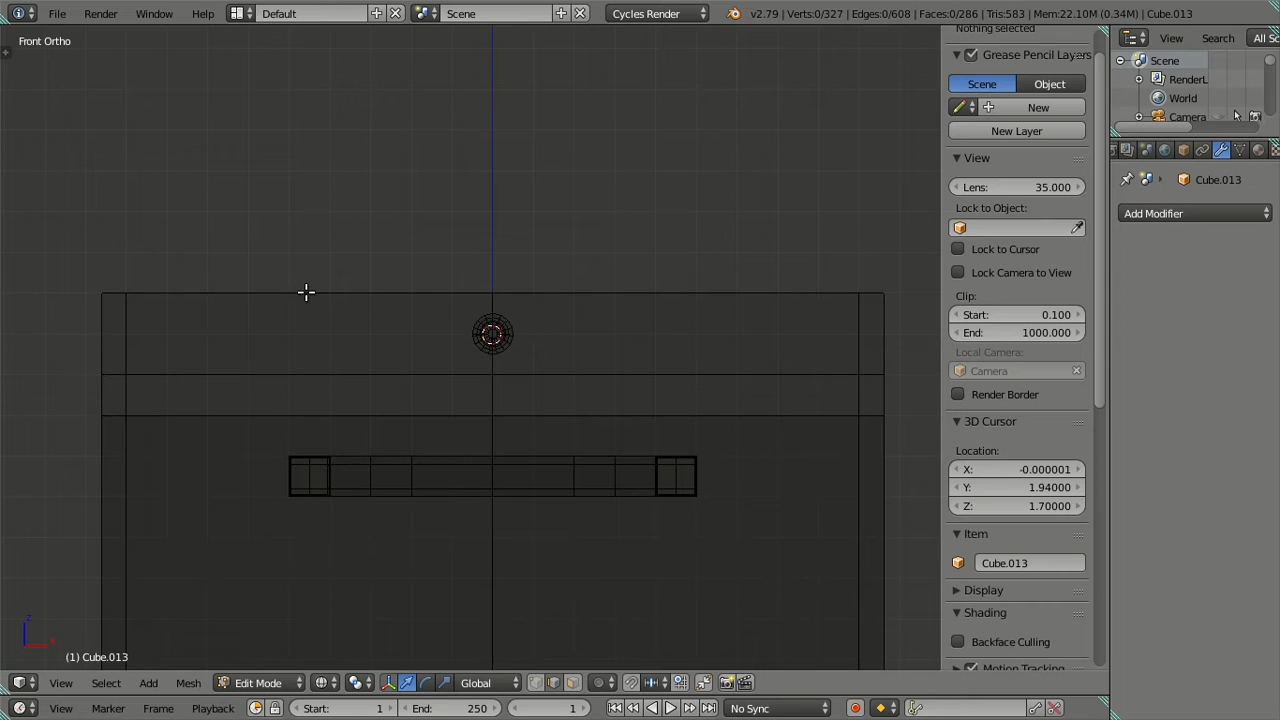 File Render Window Help Default Scene Cycles Render v2.79 | Verts:0/327 | Edges:0/608 | Faces:0/286 | Tris:583 | Mem:22.10M (0.34M) | Cube.013
Front Ortho
Nothing selected
Grease Pencil Layers
Scene Object
New
New Layer
View
Lens: 35.000
Lock to Object:
Lock to Cursor
Lock Camera to View
Clip:
Start: 0.100
End: 1000.000
Local Camera:
Camera
Render Border
3D Cursor
Location:
X: -0.000001
Y: 1.94000
Z: 1.70000
Item
Cube.013
Display
Shading
Backface Culling
Motion Tracking
View Search All Sc
Scene
RenderL
World
Camera
Cube.013
Add Modifier
z
x
(1) Cube.013
View Select Add Mesh Edit Mode Global
View Marker Frame Playback Start: 1 End: 250 1 No Sync